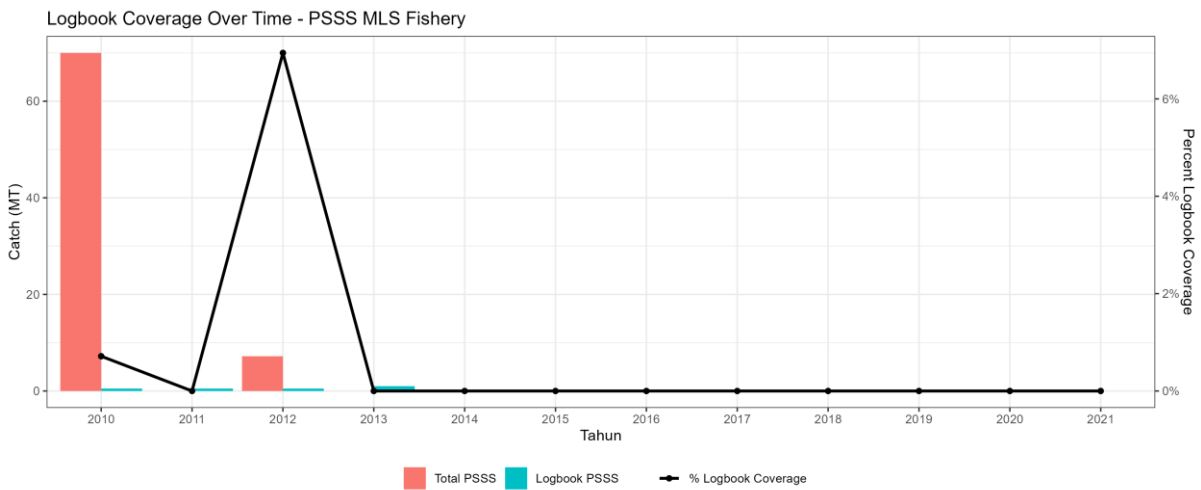 Logbook Coverage Over Time - PSSS MLS Fishery
Catch (MT)
60
40
20
0
6%
4%
2%
0%
Percent Logbook Coverage
2010 2011 2012 2013 2014 2015 2016 2017 2018 2019 2020 2021
Tahun
Total PSSS Logbook PSSS % Logbook Coverage